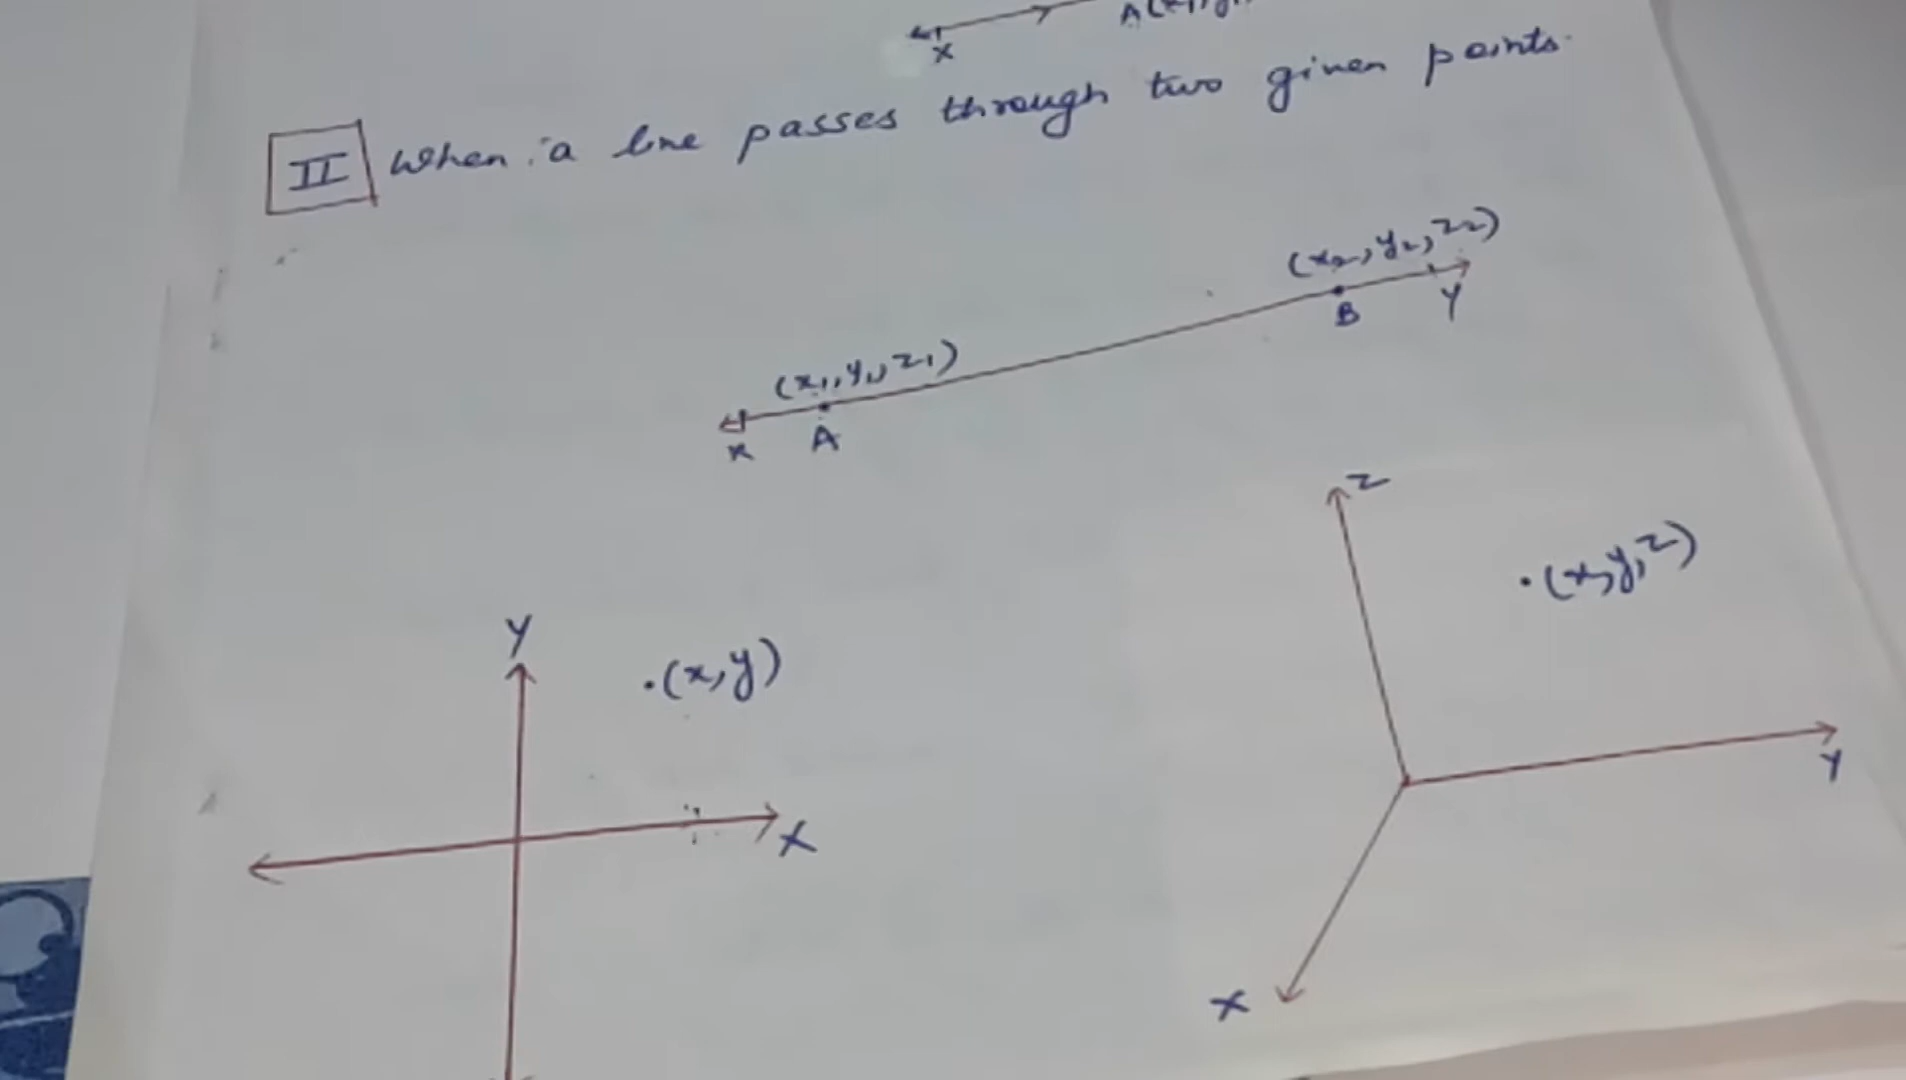 X
II When a line passes through two given points.
(x2, y2, z2)
B Y
(x1, y1, z1)
X A
Z
.(x, y, z)
Y
.(x, y)
Y
X
X